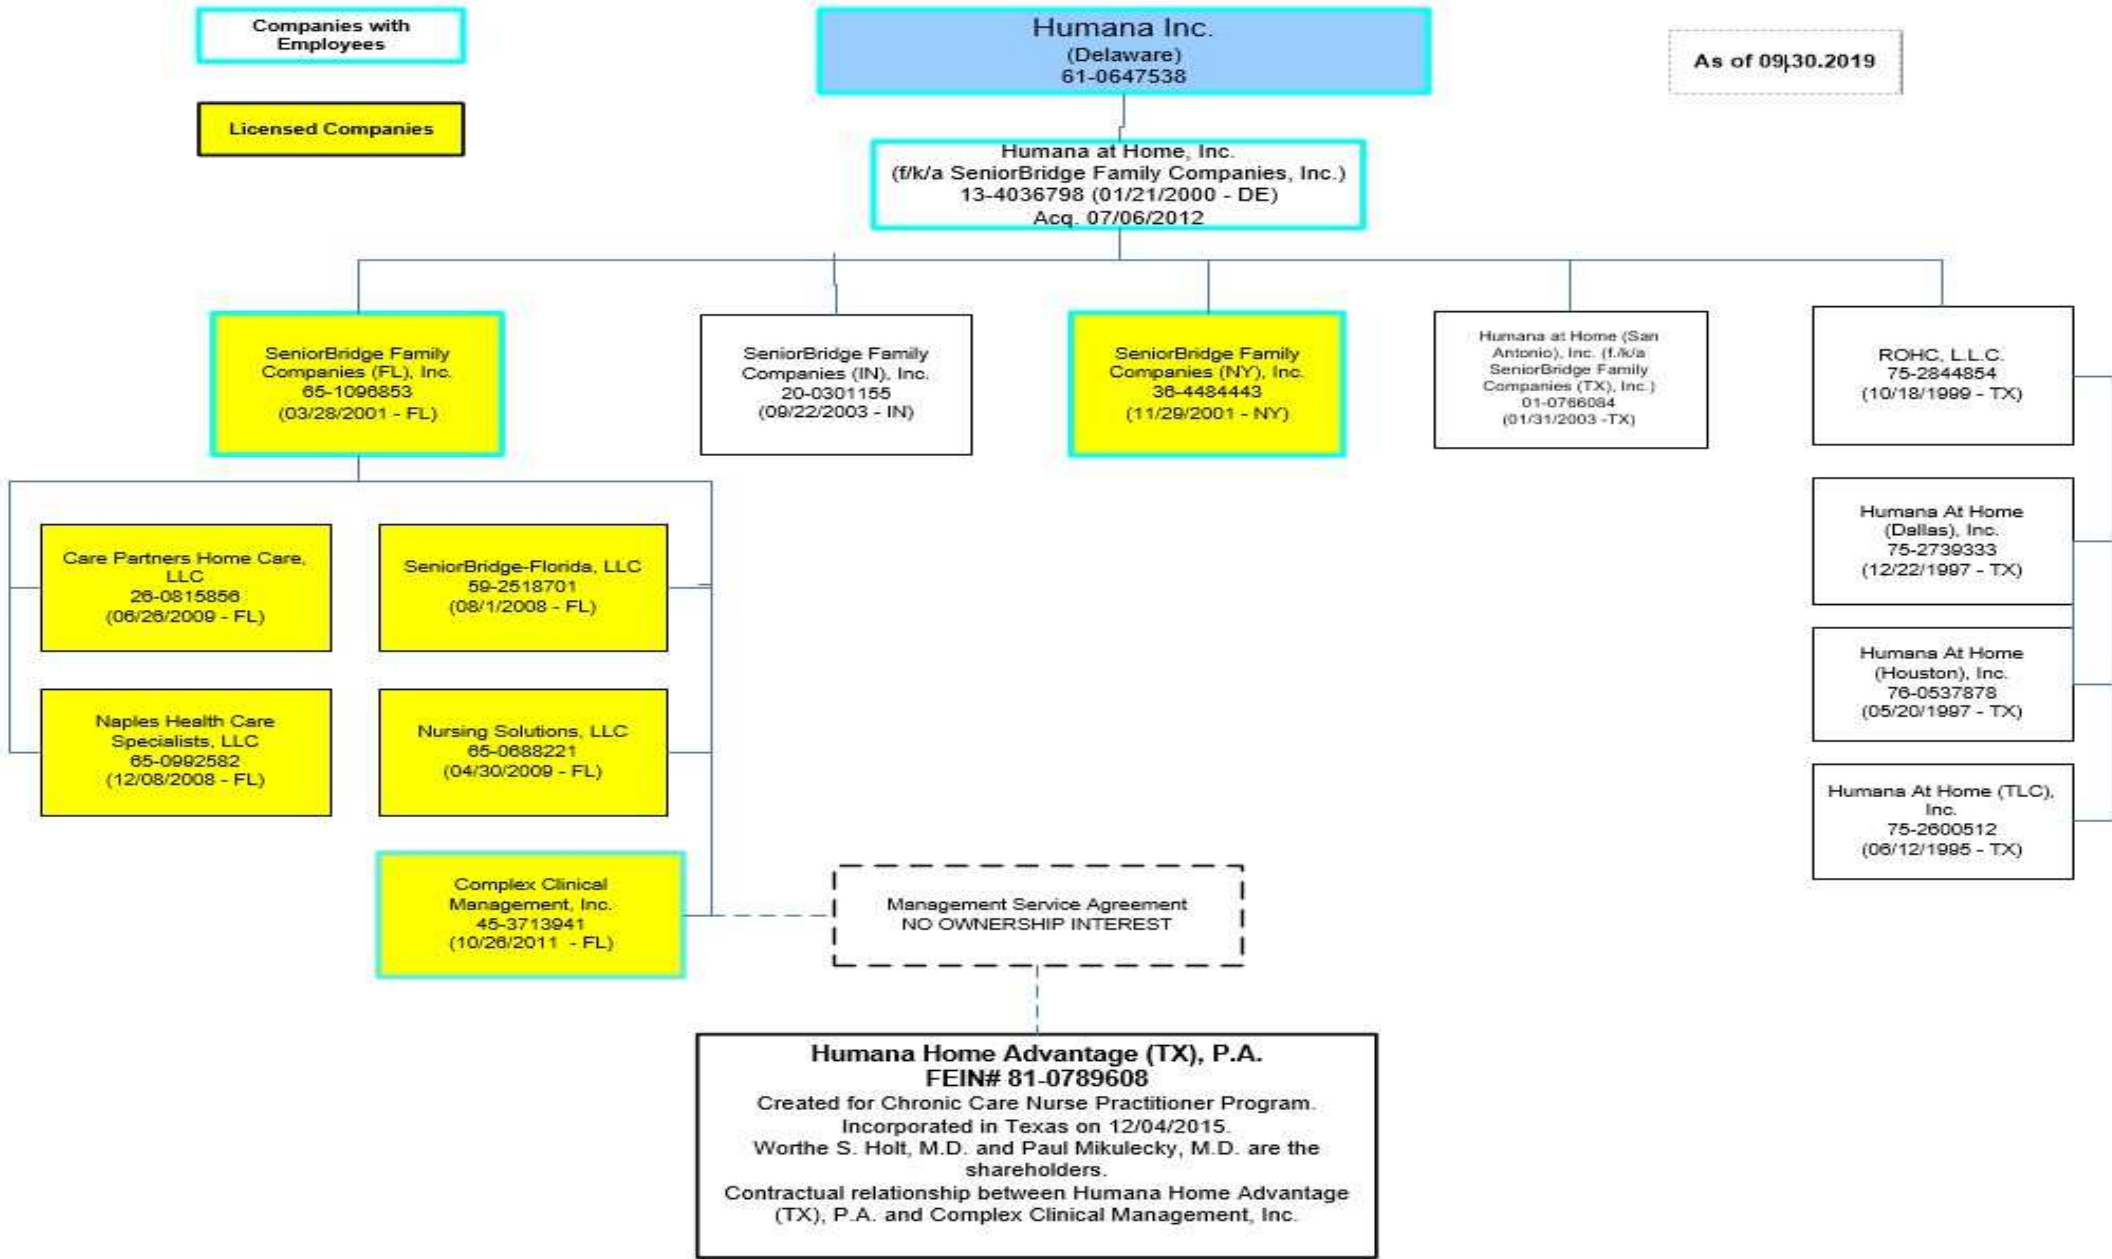 Companies with
Employees
Licensed Companies
Humana Inc.
(Delaware)
61-0647538
As of 09.30.2019
Humana at Home, Inc.
(f/k/a SeniorBridge Family Companies, Inc.)
13-4036798 (01/21/2000 - DE)
Acq. 07/06/2012
SeniorBridge Family
Companies (FL), Inc.
65-1096853
(03/28/2001 - FL)
SeniorBridge Family
Companies (IN), Inc.
20-0301155
(09/22/2003 - IN)
SeniorBridge Family
Companies (NY), Inc.
36-4484443
(11/29/2001 - NY)
Humana at Home (San
Antonio), Inc. (f./k/a
SeniorBridge Family
Companies (TX), Inc.)
01-0766084
(01/31/2003 -TX)
ROHC, L.L.C.
75-2844854
(10/18/1999 - TX)
Care Partners Home Care,
LLC
26-0815856
(06/26/2009 - FL)
SeniorBridge-Florida, LLC
59-2518701
(08/1/2008 - FL)
Humana At Home
(Dallas), Inc.
75-2739333
(12/22/1997 - TX)
Naples Health Care
Specialists, LLC
65-0992582
(12/08/2008 - FL)
Nursing Solutions, LLC
65-0688221
(04/30/2009 - FL)
Humana At Home
(Houston), Inc.
76-0537878
(05/20/1997 - TX)
Humana At Home (TLC),
Inc.
75-2600512
(06/12/1995 - TX)
Complex Clinical
Management, Inc.
45-3713941
(10/26/2011 - FL)
Management Service Agreement
NO OWNERSHIP INTEREST
Humana Home Advantage (TX), P.A.
FEIN# 81-0789608
Created for Chronic Care Nurse Practitioner Program.
Incorporated in Texas on 12/04/2015.
Worthe S. Holt, M.D. and Paul Mikulecky, M.D. are the
shareholders.
Contractual relationship between Humana Home Advantage
(TX), P.A. and Complex Clinical Management, Inc.